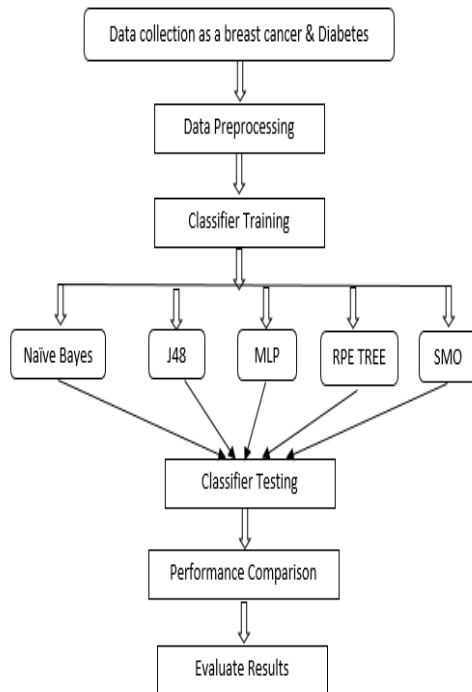 Data collection as a breast cancer & Diabetes
Data Preprocessing
Classifier Training
Naïve Bayes
J48
MLP
RPE TREE
SMO
Classifier Testing
Performance Comparison
Evaluate Results